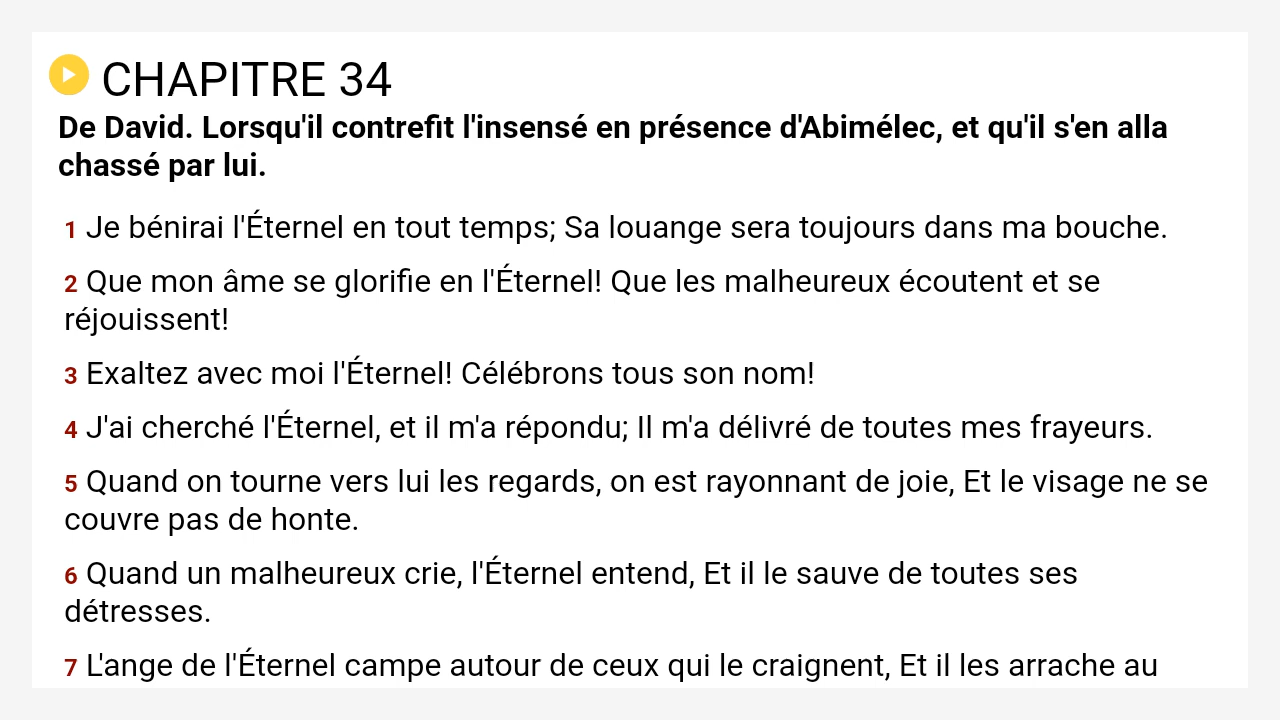 CHAPITRE 34
De David. Lorsqu'il contrefit l'insensé en présence d'Abimélec, et qu'il s'en alla
chassé par lui.
1 Je bénirai l'Éternel en tout temps; Sa louange sera toujours dans ma bouche.
2 Que mon âme se glorifie en l'Éternel! Que les malheureux écoutent et se
réjouissent!
3 Exaltez avec moi l'Éternel! Célébrons tous son nom!
4 J'ai cherché l'Éternel, et il m'a répondu; Il m'a délivré de toutes mes frayeurs.
5 Quand on tourne vers lui les regards, on est rayonnant de joie, Et le visage ne se
couvre pas de honte.
6 Quand un malheureux crie, l'Éternel entend, Et il le sauve de toutes ses
détresses.
7 L'ange de l'Éternel campe autour de ceux qui le craignent, Et il les arrache au